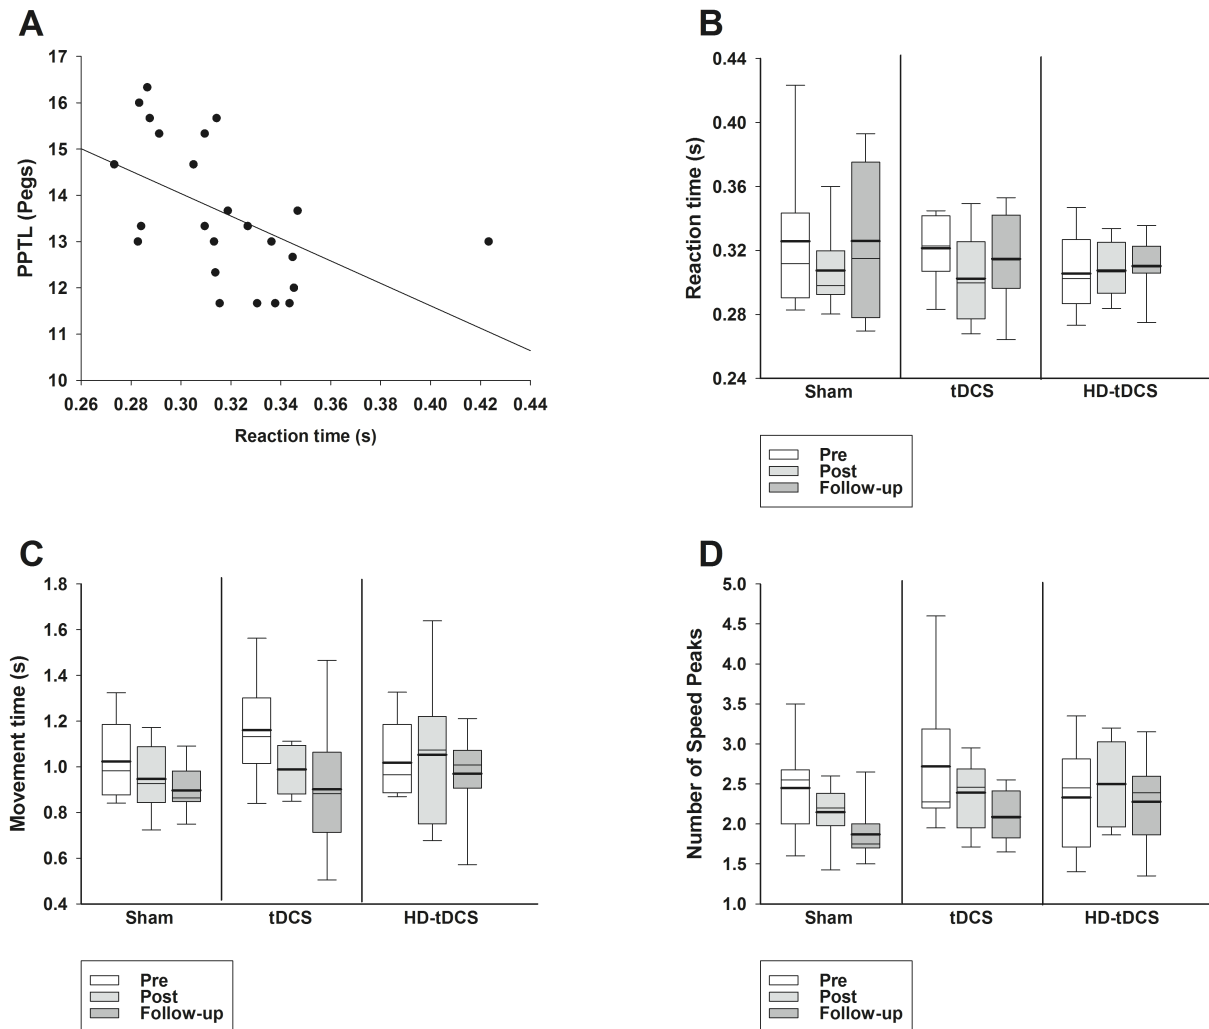 A
17
16
15
14
13
12
11
10
PPTL (Pegs)
0.26 0.28 0.30 0.32 0.34 0.36 0.38 0.40 0.42 0.44
Reaction time (s)
B
0.44
0.40
0.36
0.32
0.28
0.24
Reaction time (s)
Sham tDCS HD-tDCS
Pre
Post
Follow-up
C
1.8
1.6
1.4
1.2
1.0
0.8
0.6
0.4
Movement time (s)
Sham tDCS HD-tDCS
Pre
Post
Follow-up
D
5.0
4.5
4.0
3.5
3.0
2.5
2.0
1.5
1.0
Number of Speed Peaks
Sham tDCS HD-tDCS
Pre
Post
Follow-up